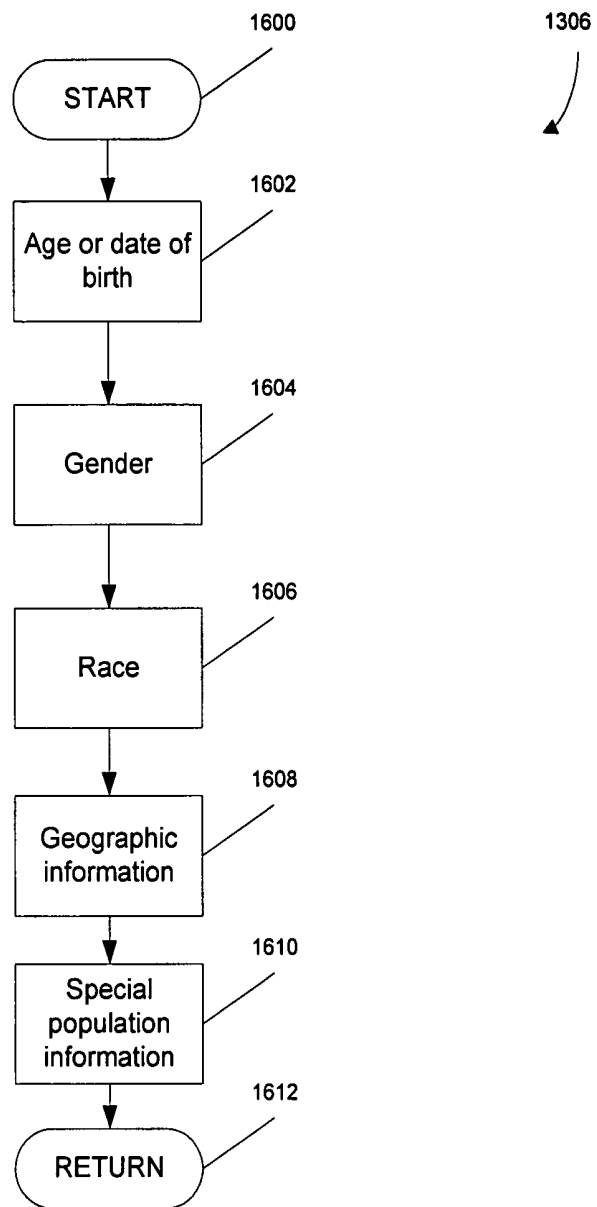 1600
1306
START
1602
Age or date of
birth
1604
Gender
1606
Race
1608
Geographic
information
1610
Special
population
information
1612
RETURN